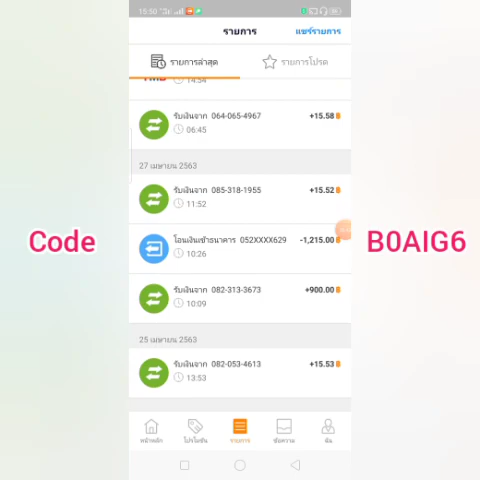 15:50
รายการ
แชร์รายการ
รายการล่าสุด
รายการโปรด
14:54
รับเงินจาก 064-065-4967 +15.58฿
06:45
27 เมษายน 2563
รับเงินจาก 085-318-1955 +15.52฿
11:52
Code
B0AIG6
โอนเงินเข้าธนาคาร 052XXXX629 -1,215.00฿
10:26
รับเงินจาก 082-313-3673 +900.00฿
10:09
25 เมษายน 2563
รับเงินจาก 082-053-4613 +15.53฿
13:53
หน้าหลัก
โปรโมชัน
รายการ
ข้อความ
ฉัน